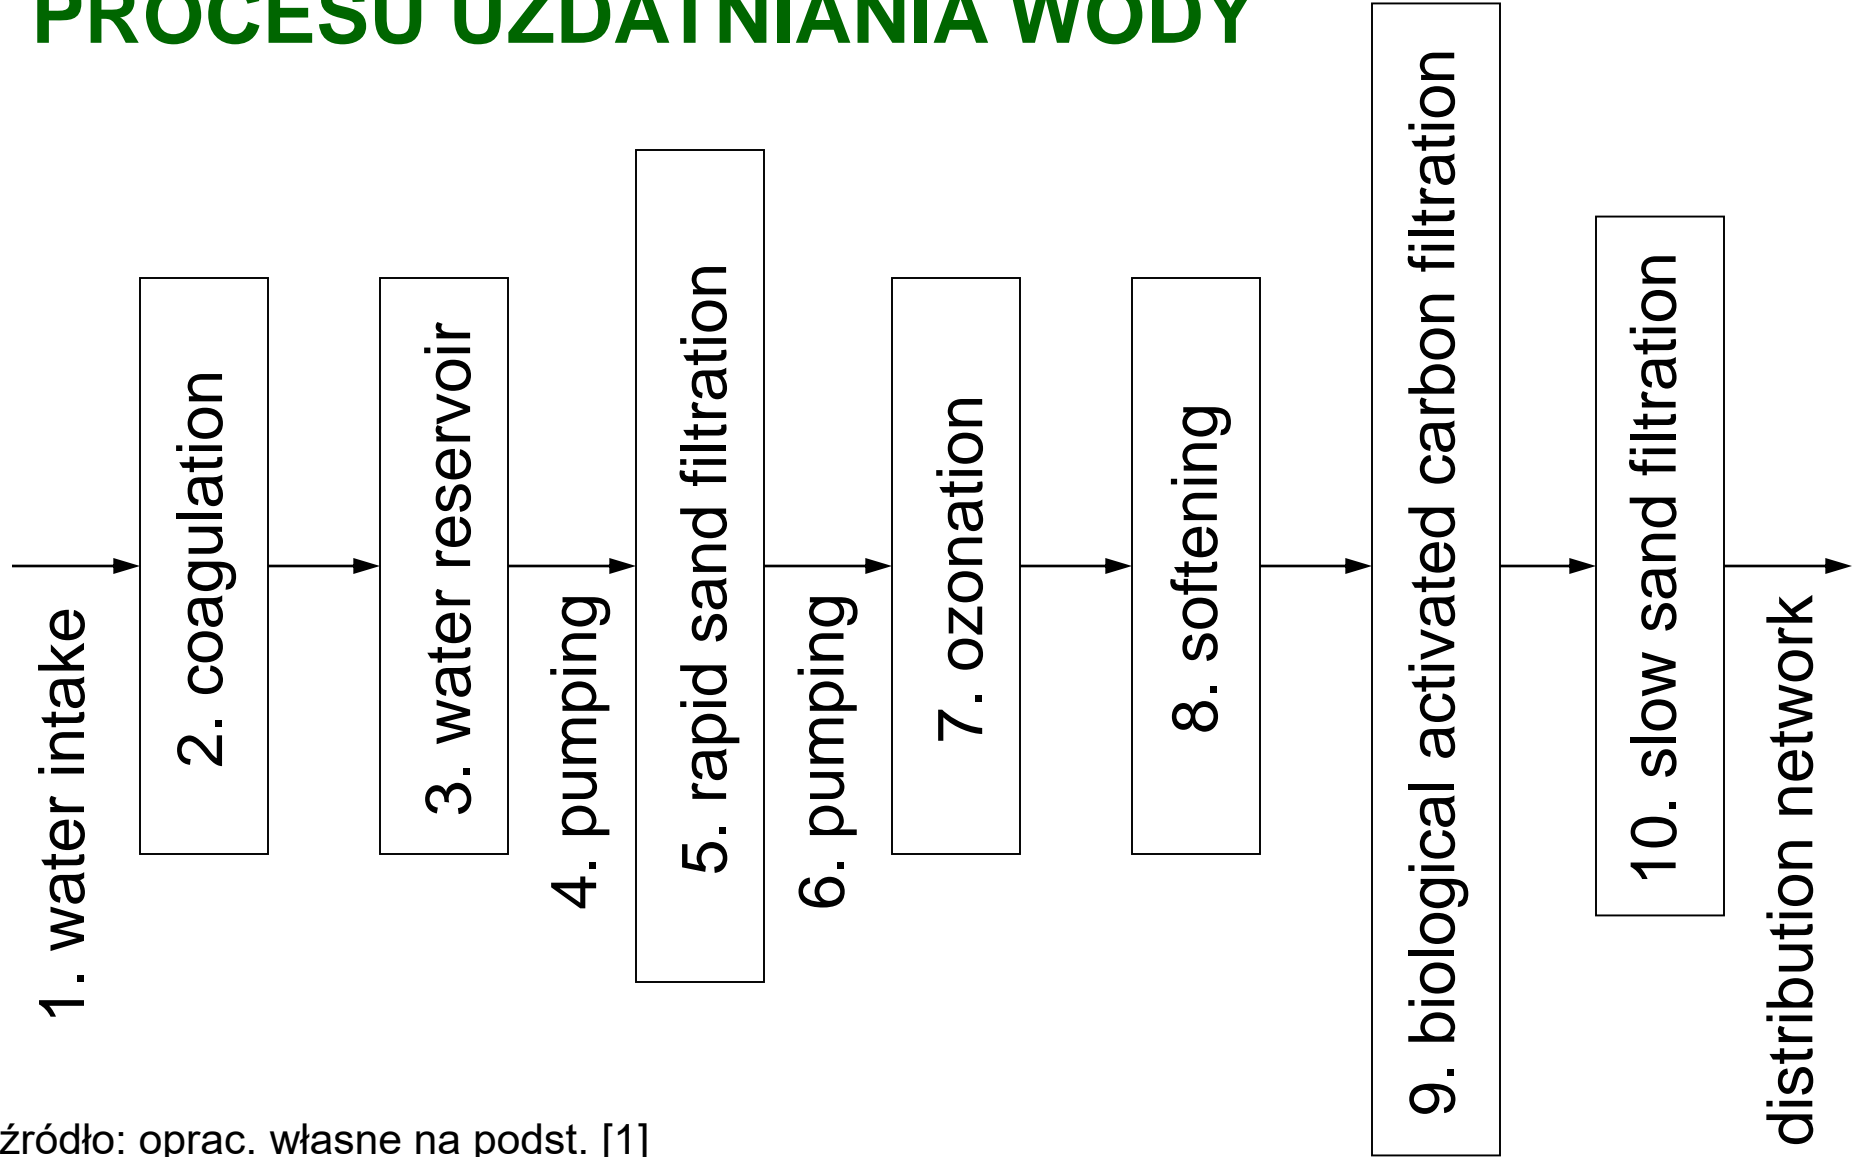 PROCESU UZDATNIANIA WODY
1. water intake
2. coagulation
3. water reservoir
4. pumping
5. rapid sand filtration
6. pumping
7. ozonation
8. softening
9. biological activated carbon filtration
10. slow sand filtration
distribution network
źródło: oprac. własne na podst. [1]